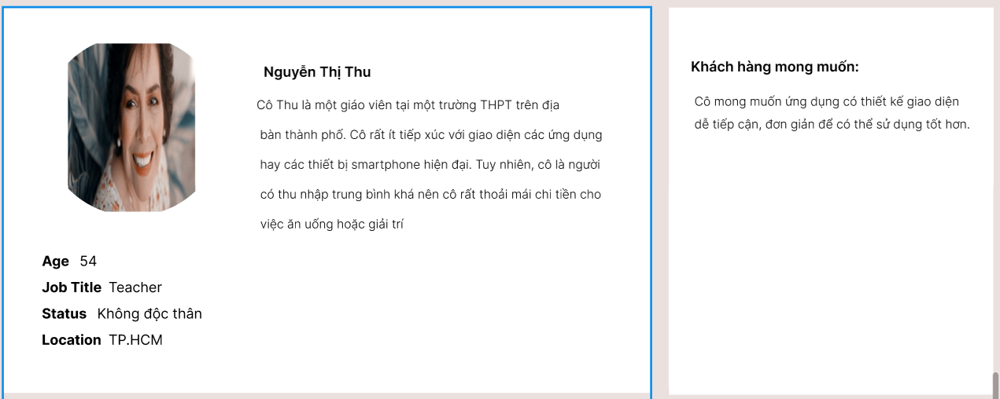 Nguyễn Thị Thu
Cô Thu là một giáo viên tại một trường THPT trên địa
bàn thành phố. Cô rất ít tiếp xúc với giao diện các ứng dụng
hay các thiết bị smartphone hiện đại. Tuy nhiên, cô là người
có thu nhập trung bình khá nên cô rất thoải mái chi tiền cho
việc ăn uống hoặc giải trí
Age 54
Job Title Teacher
Status Không độc thân
Location TP.HCM
Khách hàng mong muốn:
Cô mong muốn ứng dụng có thiết kế giao diện
dễ tiếp cận, đơn giản để có thể sử dụng tốt hơn.